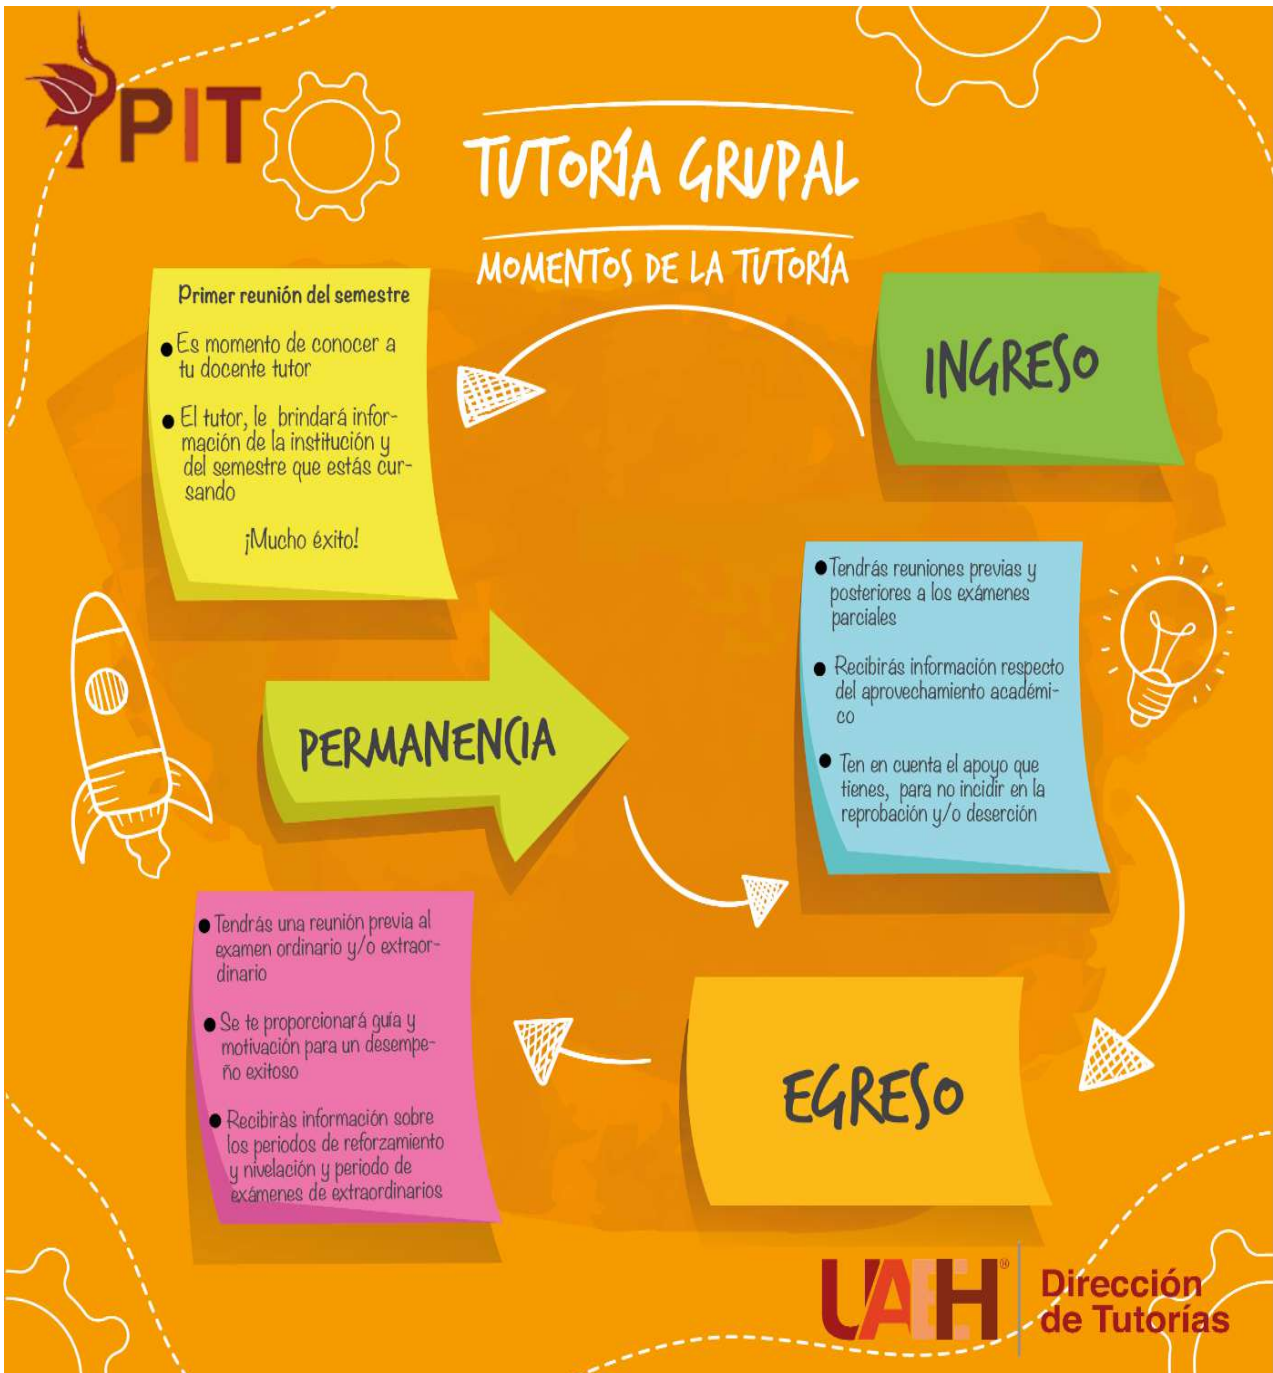 PIT
TUTORÍA GRUPAL
MOMENTOS DE LA TUTORÍA
INGRESO
Primer reunión del semestre
● Es momento de conocer a
tu docente tutor
● El tutor, le brindará infor-
mación de la institución y
del semestre que estás cur-
sando
¡Mucho éxito!
PERMANENCIA
● Tendrás reuniones previas y
posteriores a los exámenes
parciales
● Recibirás información respecto
del aprovechamiento académi-
co
● Ten en cuenta el apoyo que
tienes, para no incidir en la
reprobación y/o deserción
EGRESO
● Tendrás una reunión previa al
examen ordinario y/o extraor-
dinario
● Se te proporcionará guía y
motivación para un desempe-
ño exitoso
● Recibiràs información sobre
los periodos de reforzamiento
y nivelación y periodo de
exámenes de extraordinarios
UAEH®
Dirección
de Tutorías